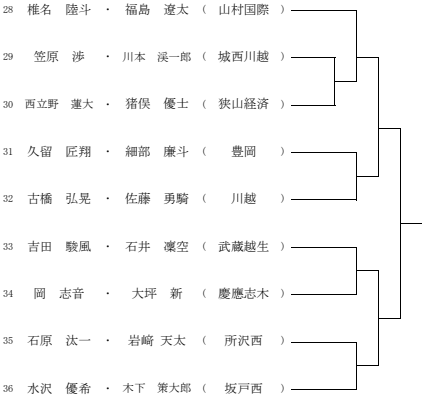 28 椎名 陸斗 ・ 福島 遼太 ( 山村国際 )
29 笠原 渉 ・ 川本 渓一郎 ( 城西川越 )
30 西立野 蓮大 ・ 猪俣 優士 ( 狭山経済 )
31 久留 匠翔 ・ 細部 廉斗 ( 豊岡 )
32 古橋 弘晃 ・ 佐藤 勇騎 ( 川越 )
33 吉田 駿風 ・ 石井 凜空 ( 武蔵越生 )
34 岡 志音 ・ 大坪 新 ( 慶應志木 )
35 石原 汰一 ・ 岩﨑 天太 ( 所沢西 )
36 水沢 優希 ・ 木下 策太郎 ( 坂戸西 )